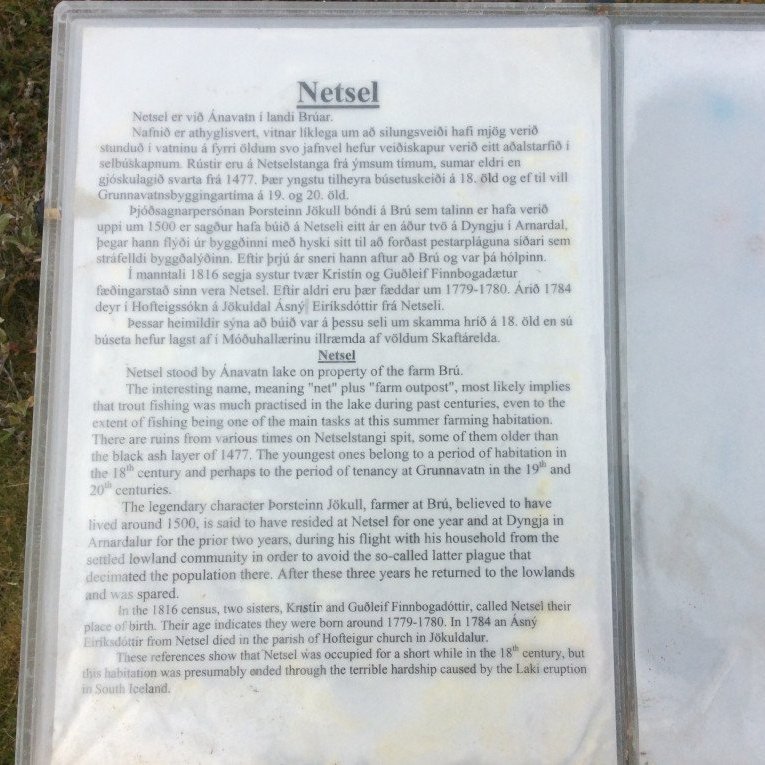 Netsel
Netsel er við Ánavatn í landi Brúar.
Nafnið er athyglisvert, vitnar líklega um að silungsveiði hafi mjög verið
stunduð í vatninu á fyrri öldum svo jafnvel hefur veiðiskapur verið eitt aðalstarfið í
selbúskapnum. Rústir eru á Netselstanga frá ýmsum tímum, sumar eldri en
gjóskulagið svarta frá 1477. Þær yngstu tilheyra búsetuskeiði á 18. öld og ef til vill
Grunnavatnsbyggingartíma á 19. og 20. öld.
Þjóðsagnarpersónan Þorsteinn Jökull bóndi á Brú sem talinn er hafa verið
uppi um 1500 er sagður hafa búið á Netseli eitt ár en áður tvö á Dyngju í Arnardal,
þegar hann flýði úr byggðinni með hyski sitt til að forðast pestarpláguna síðari sem
stráfelldi byggðalýðinn. Eftir þrjú ár sneri hann aftur að Brú og var þá hólpinn.
Í manntali 1816 segja systur tvær Kristín og Guðleif Finnbogadætur
fæðingarstað sinn vera Netsel. Eftir aldri eru þær fæddar um 1779-1780. Árið 1784
deyr í Hofteigssókn á Jökuldal Ásný Eiríksdóttir frá Netseli.
Þessar heimildir sýna að búið var á þessu seli um skamma hríð á 18. öld en sú
búseta hefur lagst af í Móðuhallærinu illræmda af völdum Skaftárelda.
Netsel
Netsel stood by Ánavatn lake on property of the farm Brú.
The interesting name, meaning "net" plus "farm outpost", most likely implies
that trout fishing was much practised in the lake during past centuries, even to the
extent of fishing being one of the main tasks at this summer farming habitation.
There are ruins from various times on Netselstangi spit, some of them older than
the black ash layer of 1477. The youngest ones belong to a period of habitation in
the 18th century and perhaps to the period of tenancy at Grunnavatn in the 19th and
20th centuries.
The legendary character Þorsteinn Jökull, farmer at Brú, believed to have
lived around 1500, is said to have resided at Netsel for one year and at Dyngja in
Arnardalur for the prior two years, during his flight with his household from the
settled lowland community in order to avoid the so-called latter plague that
decimated the population there. After these three years he returned to the lowlands
and was spared.
In the 1816 census, two sisters, Kristír and Guðleif Finnbogadóttir, called Netsel their
place of birth. Their age indicates they were born around 1779-1780. In 1784 an Ásný
Eiríksdóttir from Netsel died in the parish of Hofteigur church in Jökuldalur.
These references show that Netsel was occupied for a short while in the 18th century, but
this habitation was presumably ended through the terrible hardship caused by the Laki eruption
in South Iceland.